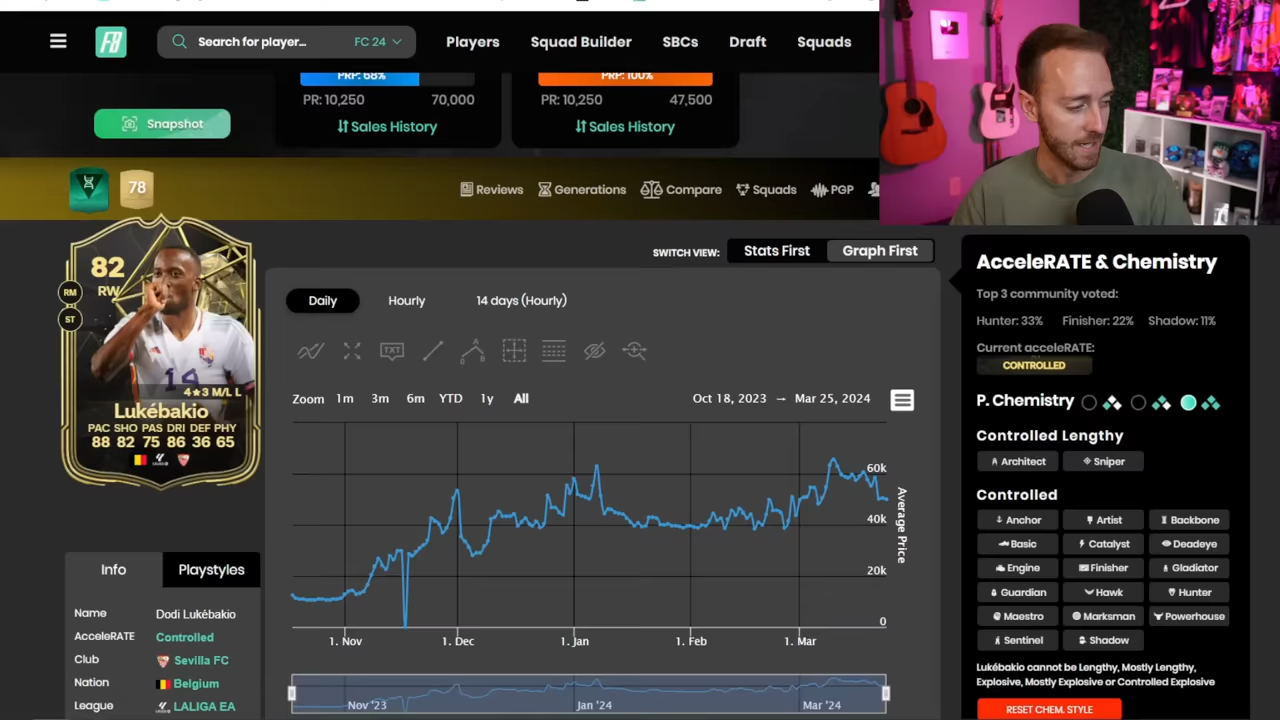 FB
Search for player...
FC 24
Players
Squad Builder
SBCs
Draft
Squads
PRP: 68%
PRP: 100%
PR: 10,250
70,000
PR: 10,250
47,500
Sales History
Sales History
Snapshot
78
Reviews
Generations
Compare
Squads
PGP
SWITCH VIEW:
Stats First
Graph First
82
RW
RM
ST
4★3 M/L L
Lukébakio
PAC SHO PAS DRI DEF PHY
88 82 75 86 36 65
Daily
Hourly
14 days (Hourly)
TXT
Zoom
1m
3m
6m
YTD
1y
All
Oct 18, 2023 → Mar 25, 2024
60k
40k
20k
0
Average Price
1. Nov
1. Dec
1. Jan
1. Feb
1. Mar
Nov '23
Jan '24
Mar '24
Info
Playstyles
Name
Dodi Lukébakio
AcceleRATE
Controlled
Club
Sevilla FC
Nation
Belgium
League
LALIGA EA
AcceleRATE & Chemistry
Top 3 community voted:
Hunter: 33%
Finisher: 22%
Shadow: 11%
Current acceleRATE:
CONTROLLED
P. Chemistry
Controlled Lengthy
Architect
Sniper
Controlled
Anchor
Artist
Backbone
Basic
Catalyst
Deadeye
Engine
Finisher
Gladiator
Guardian
Hawk
Hunter
Maestro
Marksman
Powerhouse
Sentinel
Shadow
Lukébakio cannot be Lengthy, Mostly Lengthy,
Explosive, Mostly Explosive or Controlled Explosive
RESET CHEM. STYLE